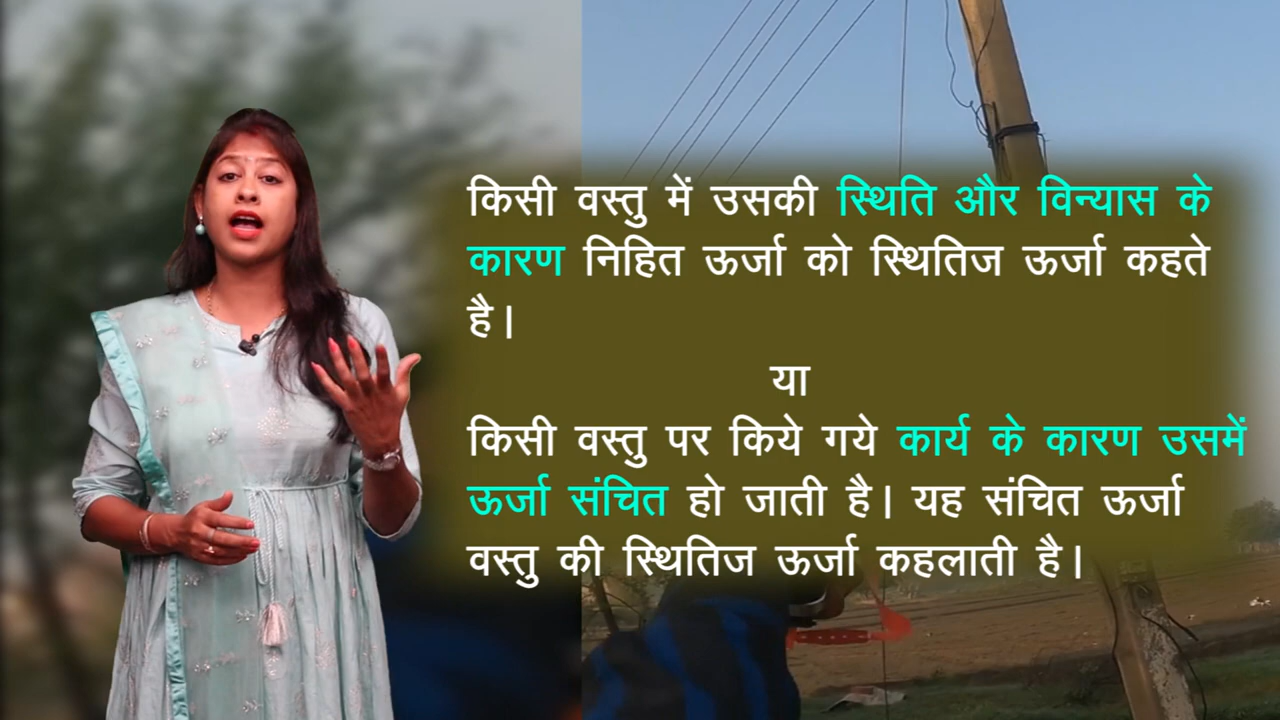 किसी वस्तु में उसकी स्थिति और विन्यास के
कारण निहित ऊर्जा को स्थितिज ऊर्जा कहते
है।
या
किसी वस्तु पर किये गये कार्य के कारण उसमें
ऊर्जा संचित हो जाती है। यह संचित ऊर्जा
वस्तु की स्थितिज ऊर्जा कहलाती है।